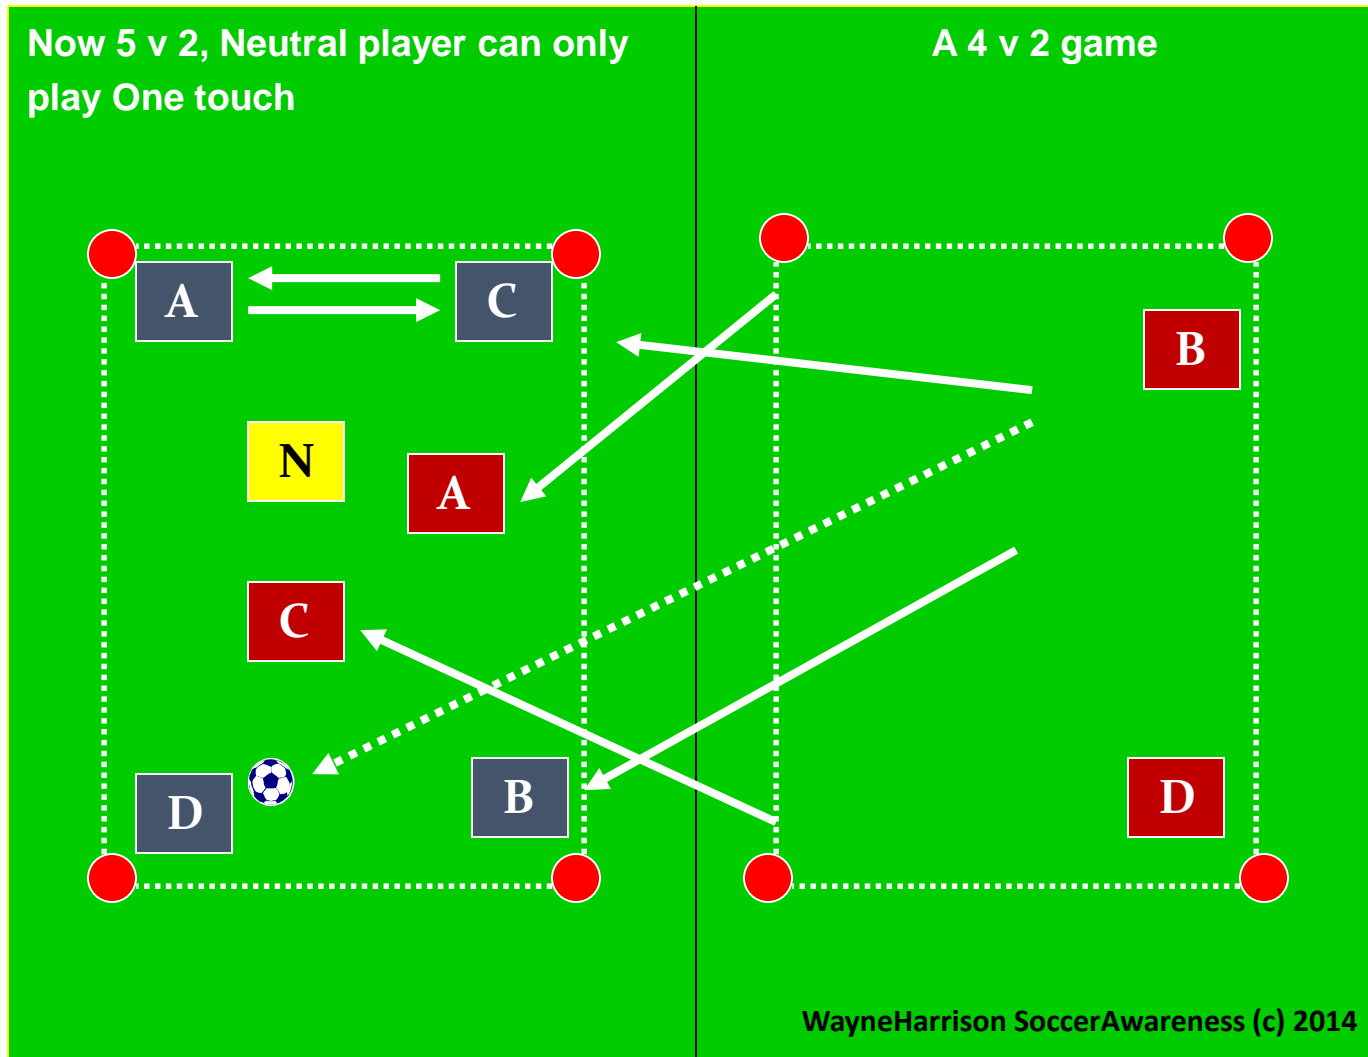 Now 5 v 2, Neutral player can only
play One touch
A 4 v 2 game
A
C
B
N
A
C
D
B
D
WayneHarrison SoccerAwareness (c) 2014